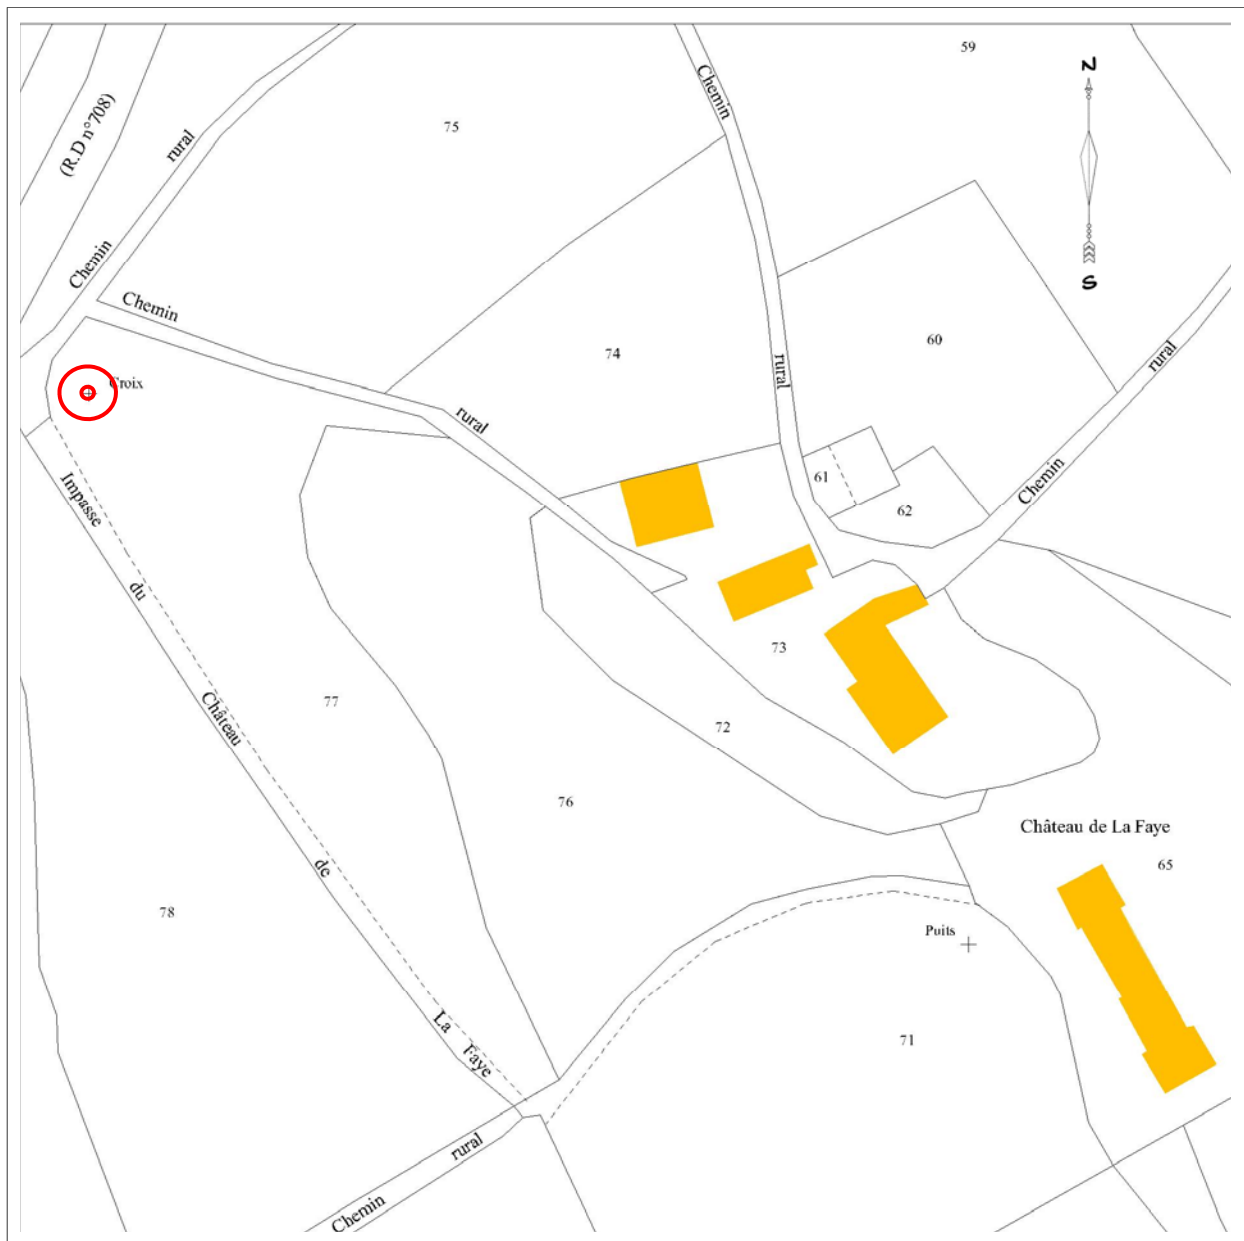 59
N
Chemin
(R.D n°708)
75
rural
Chemin
S
Chemin
60
74
rural
rural
Croix
rural
Chemin
61
62
Impasse
du
73
Château
77
72
76
Château de La Faye
65
de
78
Puits
La
71
Faye
rural
Chemin